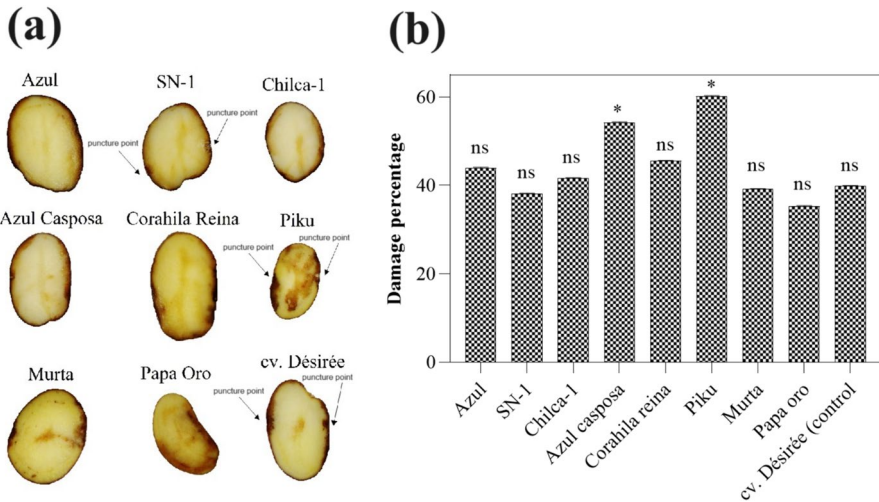 (a)
Azul
SN-1
Chilca-1
puncture point
puncture point
Azul Casposa
Corahila Reina
Piku
puncture point
puncture point
Murta
Papa Oro
cv. Désirée
puncture point
puncture point
(b)
Damage percentage
60
40
20
0
ns
ns
ns
*
ns
*
ns
ns
ns
Azul
SN-1
Chilca-1
Azul casposa
Corahila reina
Piku
Murta
Papa oro
cv. Désirée (control